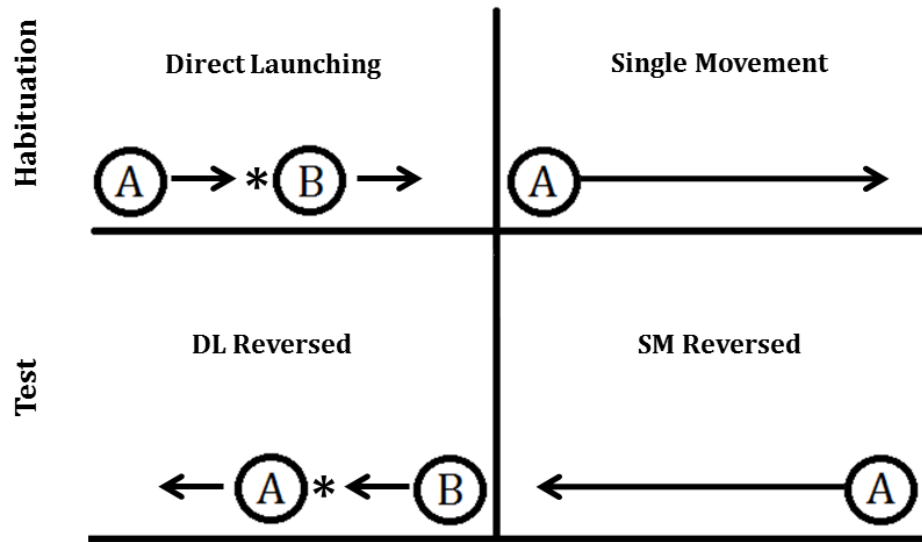 Habituation
Direct Launching
Single Movement
A * B
A
Test
DL Reversed
SM Reversed
A * B
A